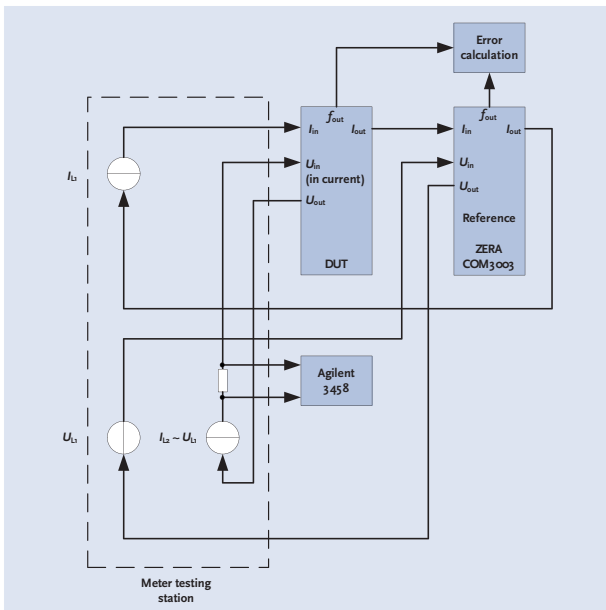 Error
calculation
fout
Iin
Iout
Uin
(in current)
Uout
DUT
fout
Iin
Iout
Uin
Uout
Reference
ZERA
COM3003
IL1
Agilent
3458
UL1
IL2 ~ UL1
Meter testing
station